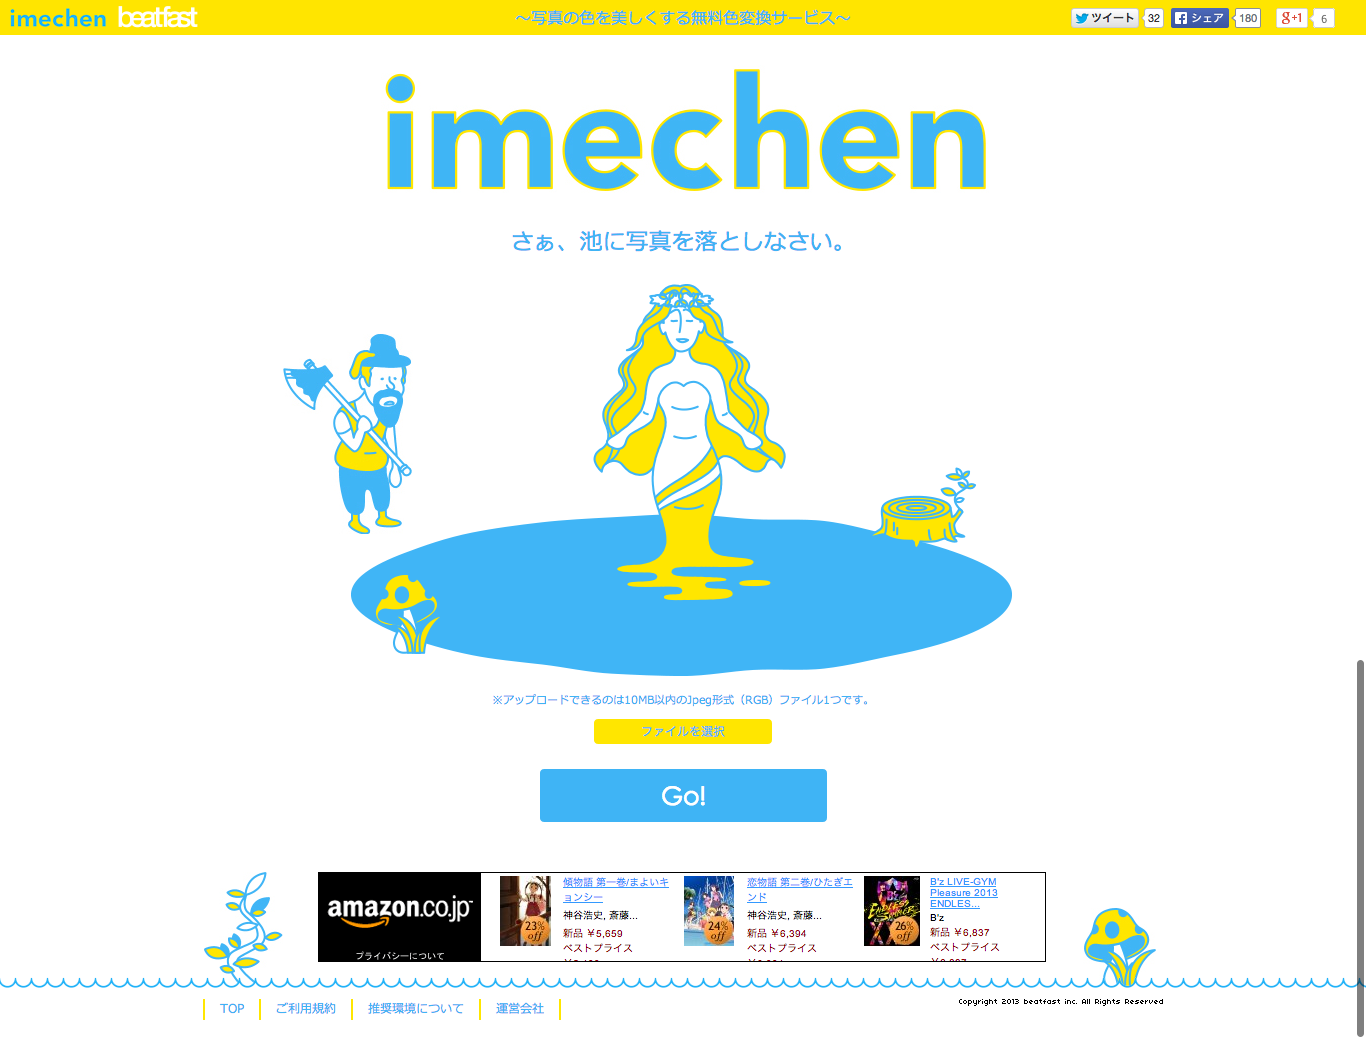 imechen beatfast
〜写真の色を美しくする無料色変換サービス〜
ツイート 32
シェア 180
g+1 6
imechen
さぁ、池に写真を落としなさい。
※アップロードできるのは10MB以内のJpeg形式（RGB）ファイル1つです。
ファイルを選択
Go!
amazon.co.jp™
プライバシーについて
23% off
傾物語 第一巻/まよいキ
ョンシー
神谷浩史, 斎藤...
新品 ￥5,659
ベストプライス
24% off
恋物語 第二巻/ひたぎエ
ンド
神谷浩史, 斎藤...
新品 ￥6,394
ベストプライス
26% off
B'z LIVE-GYM
Pleasure 2013
ENDLES...
B'z
新品 ￥6,837
ベストプライス
TOP
ご利用規約
推奨環境について
運営会社
Copyright 2013 beatfast inc. All Rights Reserved